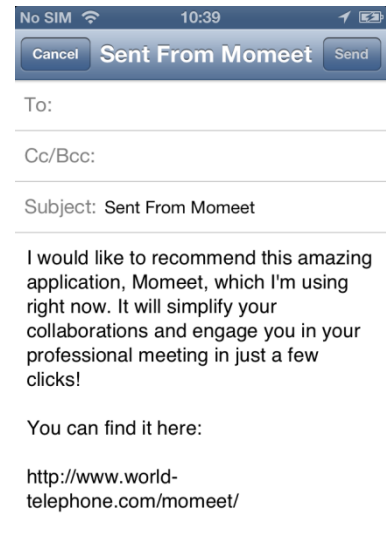 No SIM 10:39
Cancel Sent From Momeet Send
To:
Cc/Bcc:
Subject: Sent From Momeet
I would like to recommend this amazing
application, Momeet, which I'm using
right now. It will simplify your
collaborations and engage you in your
professional meeting in just a few
clicks!
You can find it here:
http://www.world-
telephone.com/momeet/